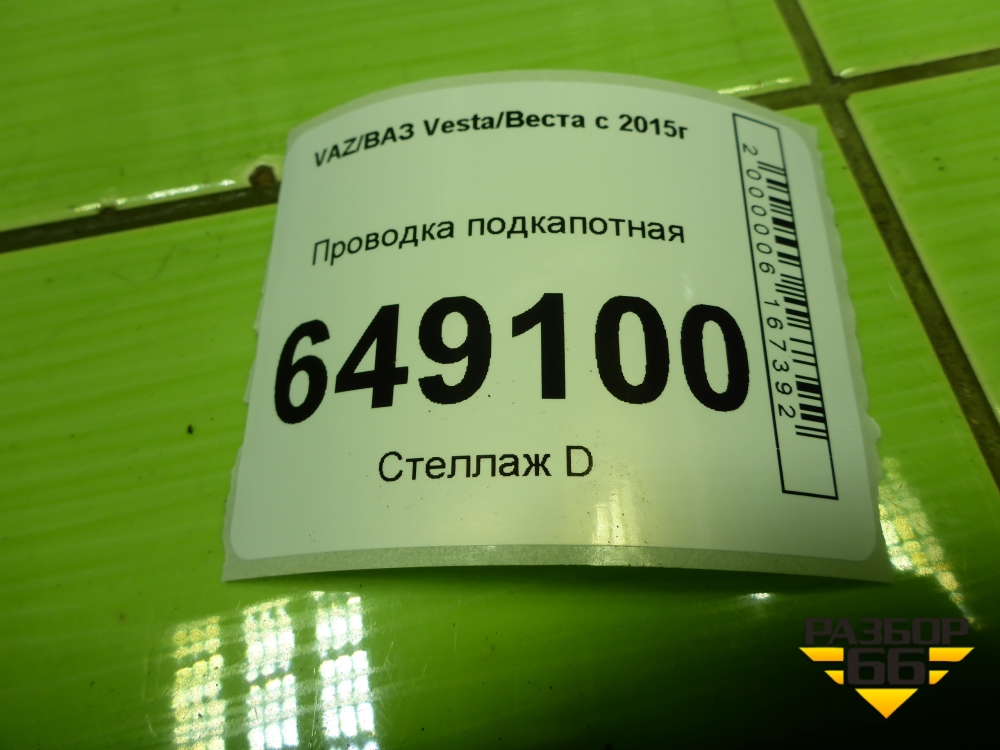 VAZ/ВАЗ Vesta/Веста с 2015г
Проводка подкапотная
649100
Стеллаж D
2000006167392
РАЗБОР
66